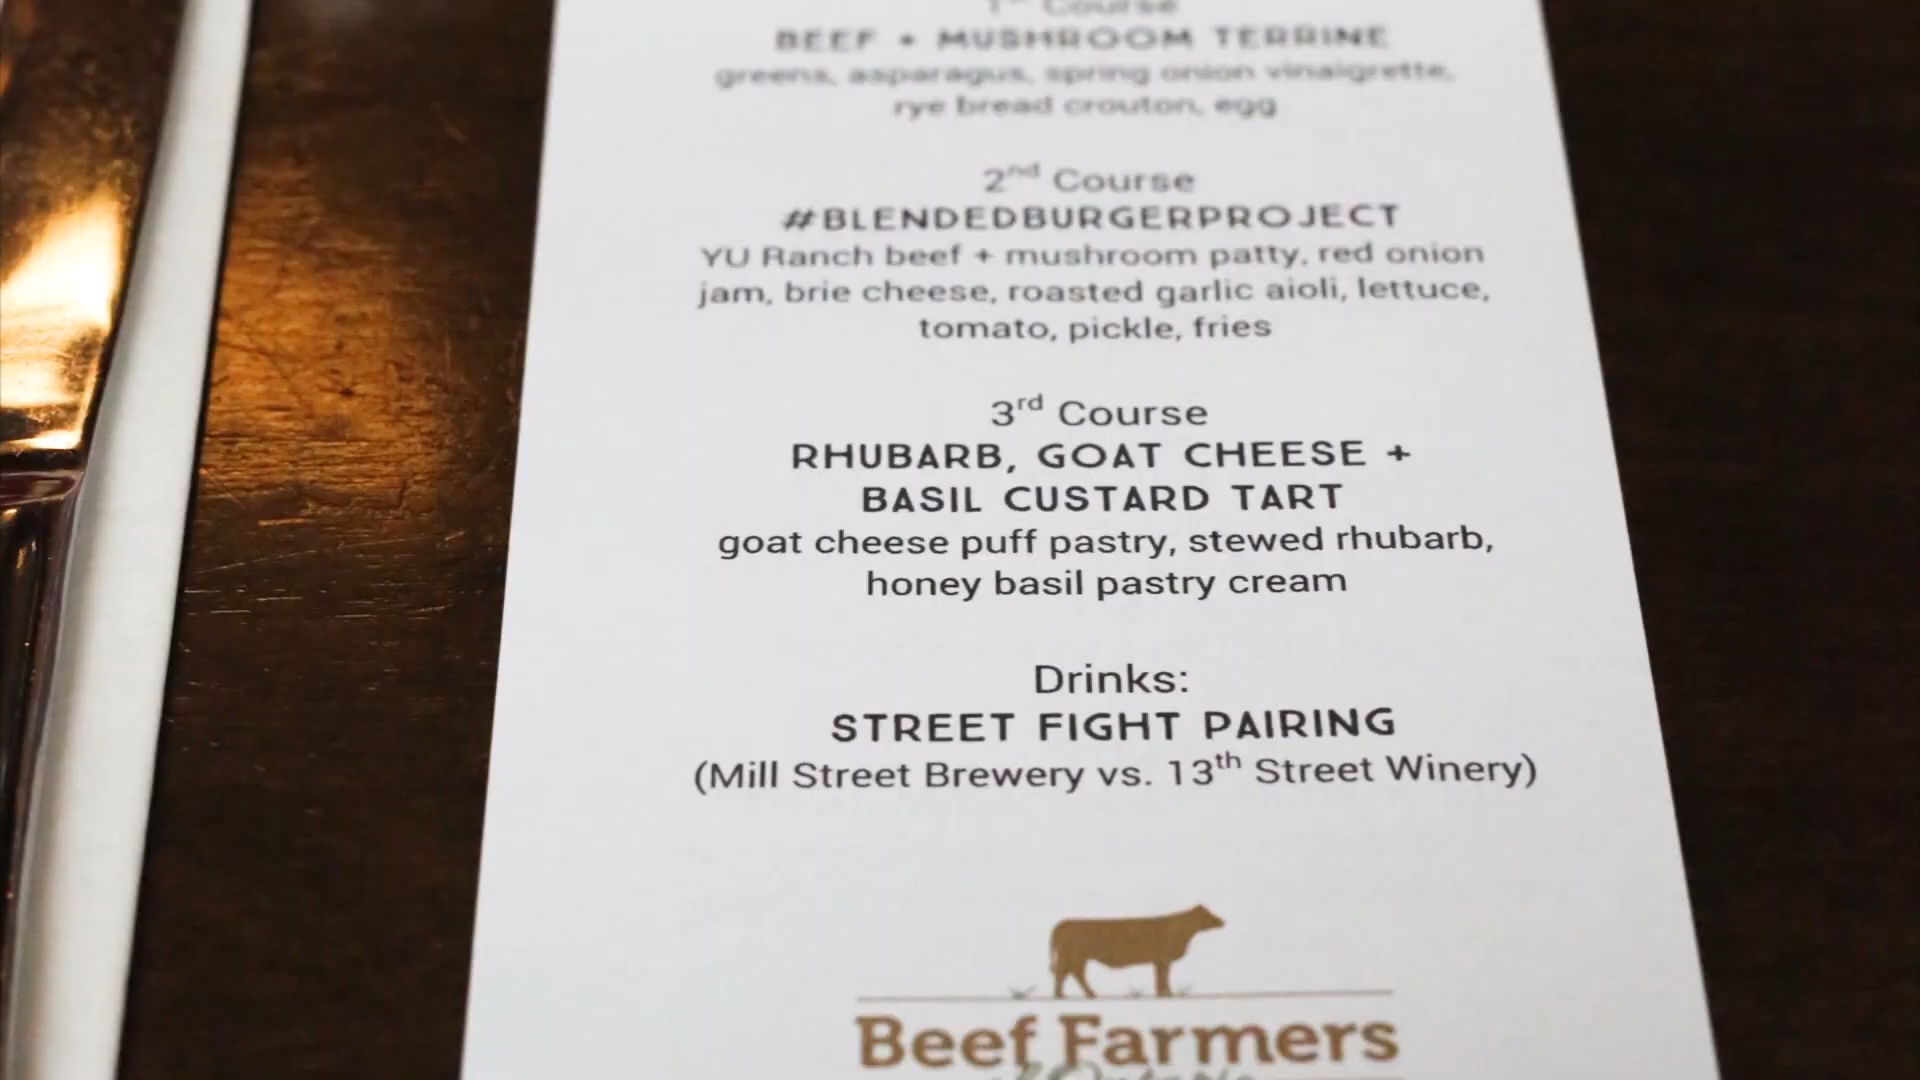 1st Course
BEEF + MUSHROOM TERRINE
greens, asparagus, spring onion vinaigrette,
rye bread crouton, egg
2nd Course
#BLENDEDBURGERPROJECT
YU Ranch beef + mushroom patty, red onion
jam, brie cheese, roasted garlic aioli, lettuce,
tomato, pickle, fries
3rd Course
RHUBARB, GOAT CHEESE +
BASIL CUSTARD TART
goat cheese puff pastry, stewed rhubarb,
honey basil pastry cream
Drinks:
STREET FIGHT PAIRING
(Mill Street Brewery vs. 13th Street Winery)
Beef Farmers